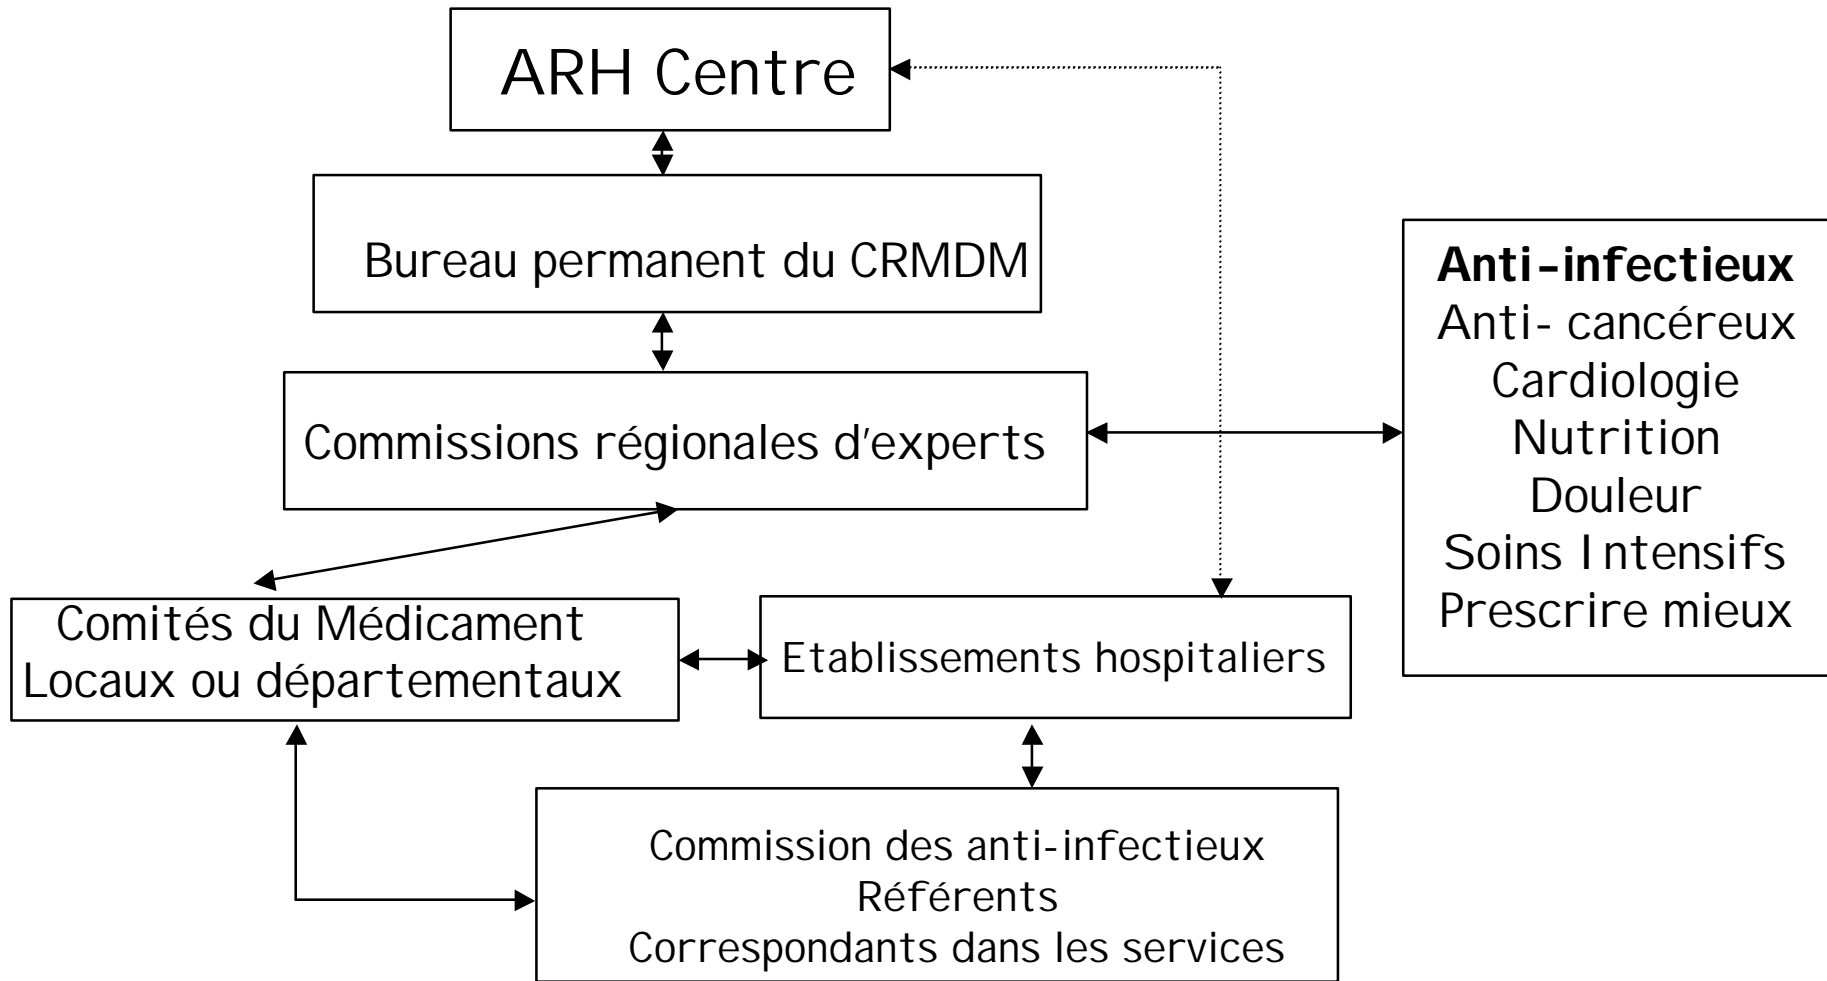 ARH Centre
Bureau permanent du CRMDM
Commissions régionales d'experts
Anti-infectieux
Anti- cancéreux
Cardiologie
Nutrition
Douleur
Soins Intensifs
Prescrire mieux
Comités du Médicament
Locaux ou départementaux
Etablissements hospitaliers
Commission des anti-infectieux
Référents
Correspondants dans les services